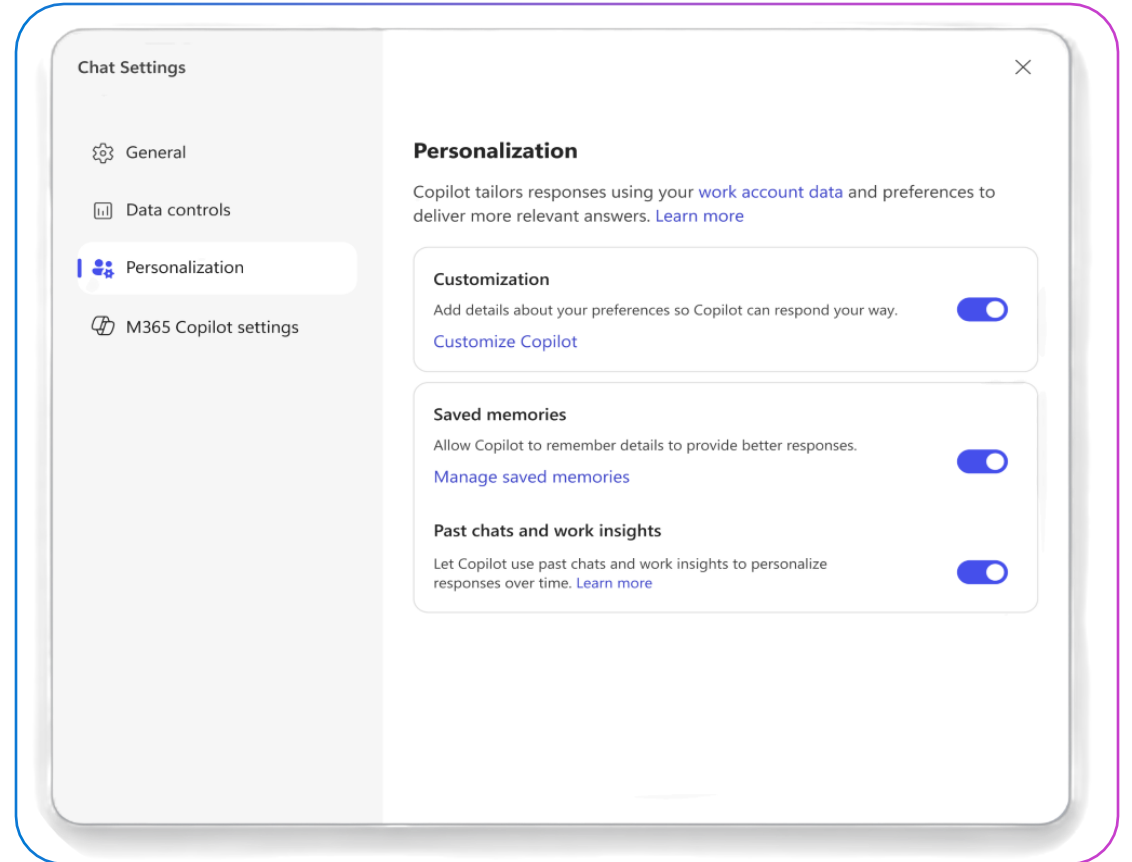 Chat Settings
General
Data controls
Personalization
M365 Copilot settings
Personalization
Copilot tailors responses using your work account data and preferences to
deliver more relevant answers. Learn more
Customization
Add details about your preferences so Copilot can respond your way.
Customize Copilot
Saved memories
Allow Copilot to remember details to provide better responses.
Manage saved memories
Past chats and work insights
Let Copilot use past chats and work insights to personalize
responses over time. Learn more